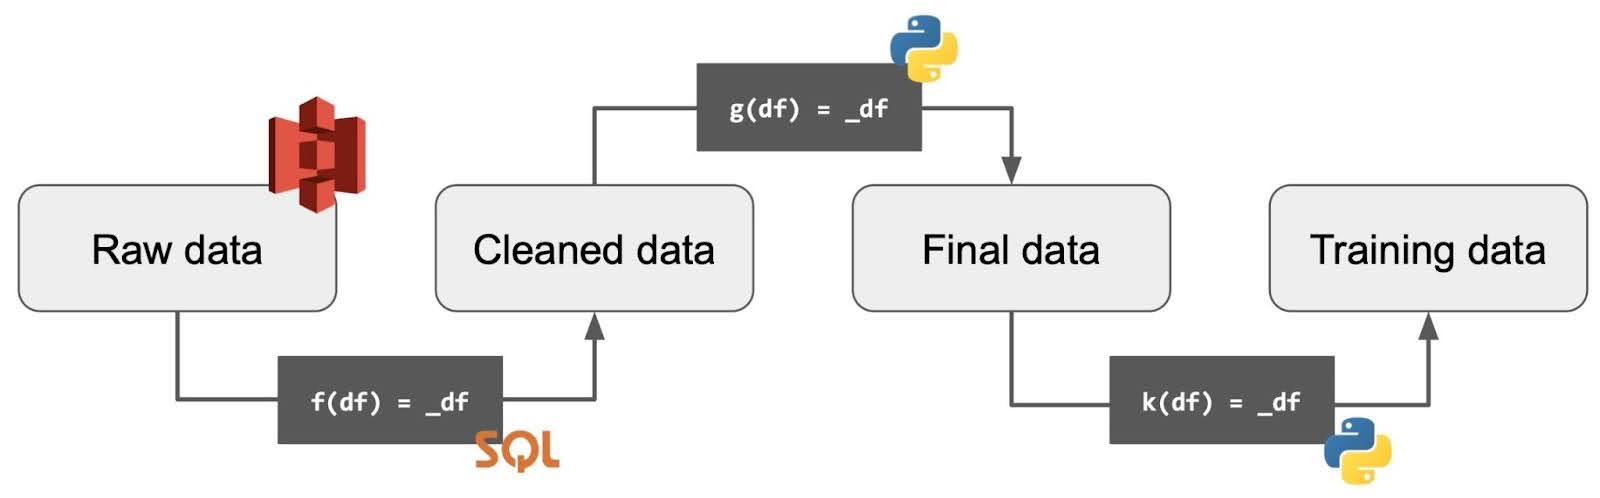 g(df) = _df
Raw data
Cleaned data
Final data
Training data
f(df) = _df
SQL
k(df) = _df